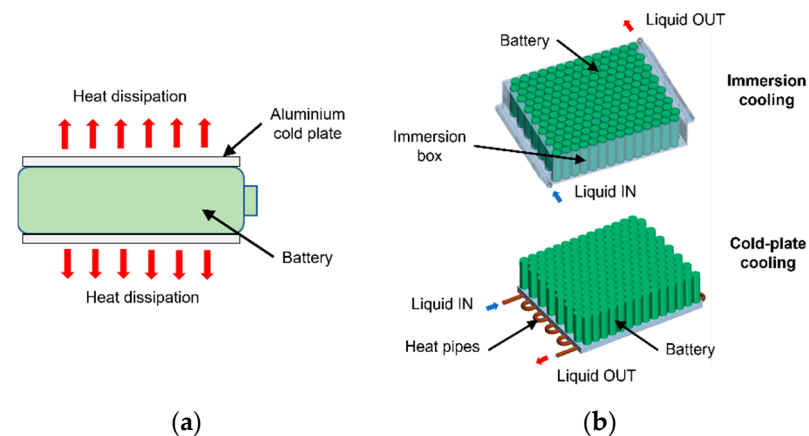 Heat dissipation
Aluminium
cold plate
Battery
Heat dissipation
(a)
Liquid OUT
Battery
Immersion
cooling
Immersion
box
Liquid IN
Cold-plate
cooling
Liquid IN
Heat pipes
Battery
Liquid OUT
(b)